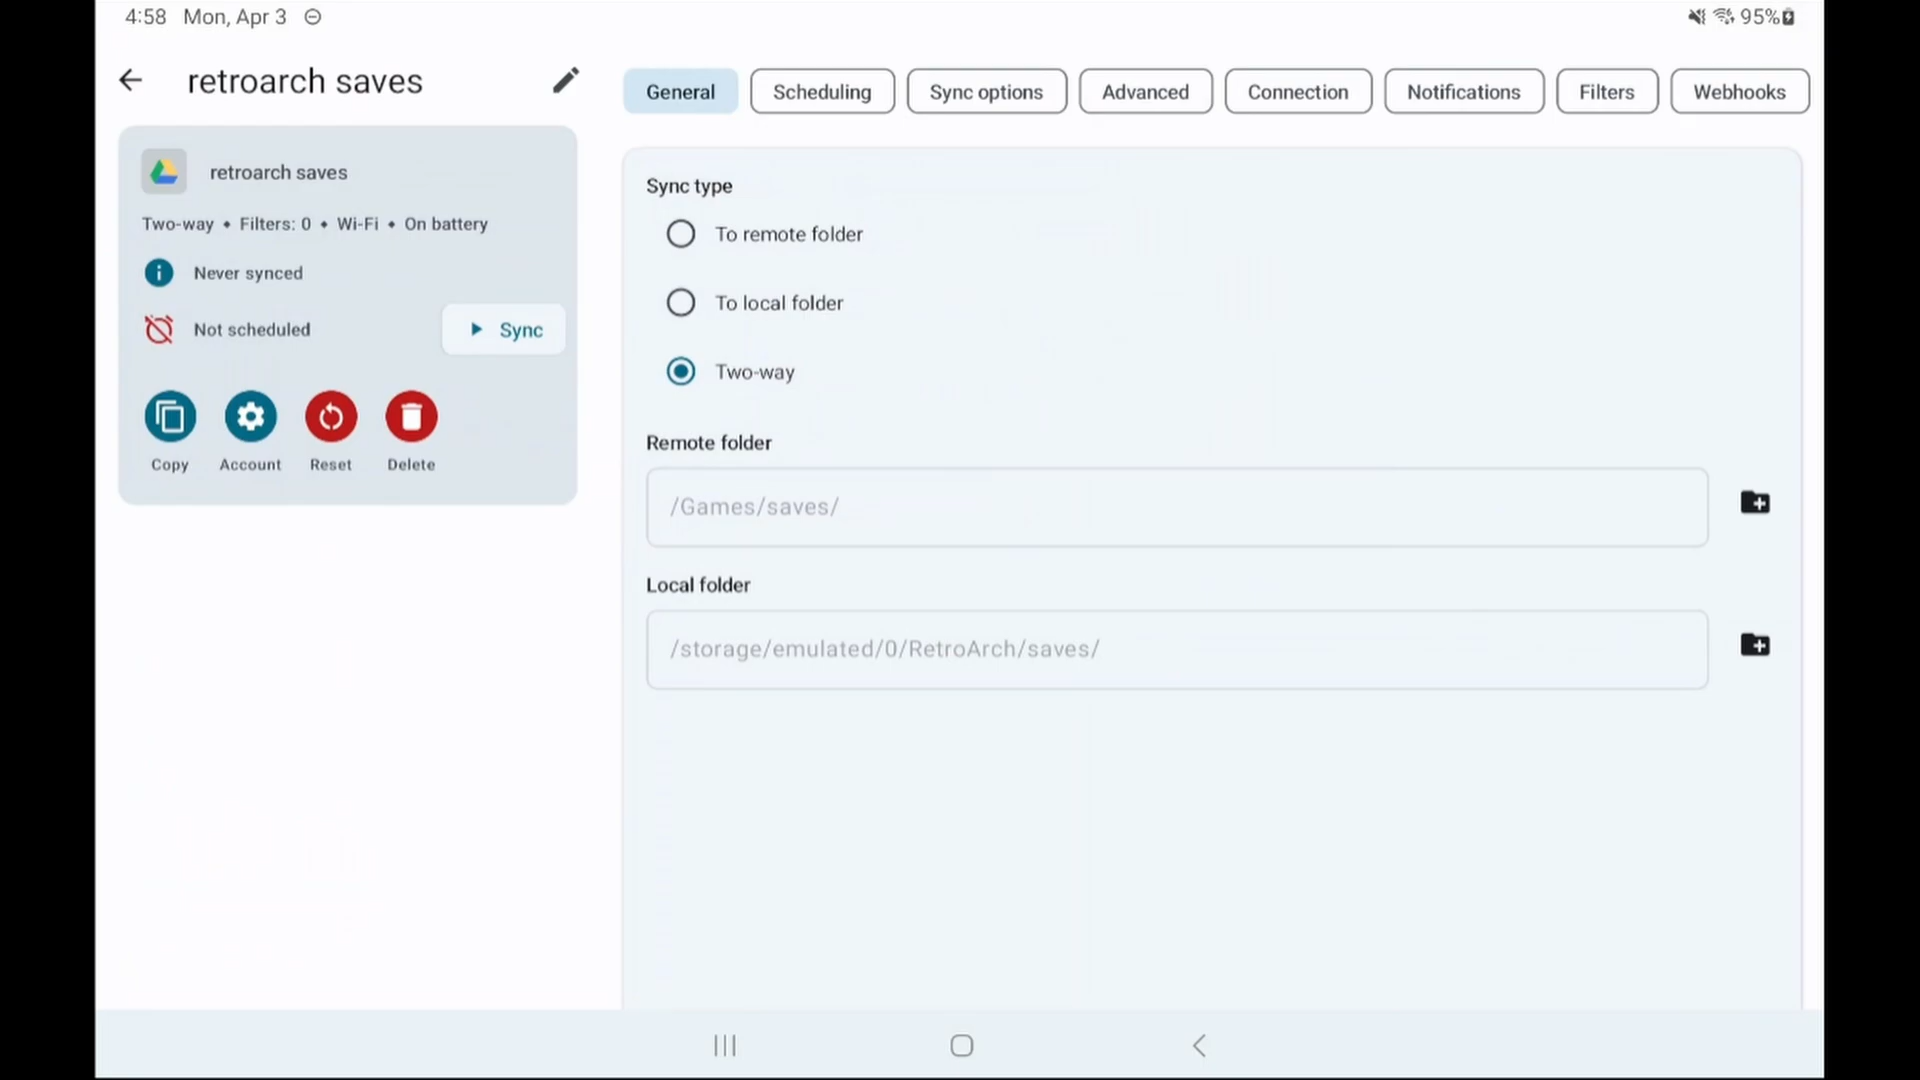 4:58 Mon, Apr 3
95%
retroarch saves
General
Scheduling
Sync options
Advanced
Connection
Notifications
Filters
Webhooks
retroarch saves
Two-way • Filters: 0 • Wi-Fi • On battery
Never synced
Not scheduled
Sync
Copy
Account
Reset
Delete
Sync type
To remote folder
To local folder
Two-way
Remote folder
/Games/saves/
Local folder
/storage/emulated/0/RetroArch/saves/